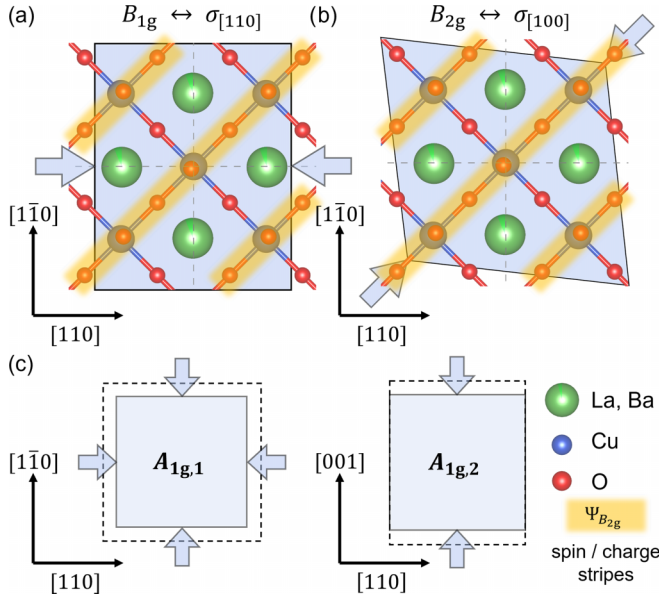 (a) B₁g ↔ σ[110]
(b) B₂g ↔ σ[100]
[11̄0]
[110]
[11̄0]
[110]
(c)
[11̄0]
A₁g,₁
[110]
[001]
A₁g,₂
[110]
La, Ba
Cu
O
Ψ_B₂g
spin / charge
stripes